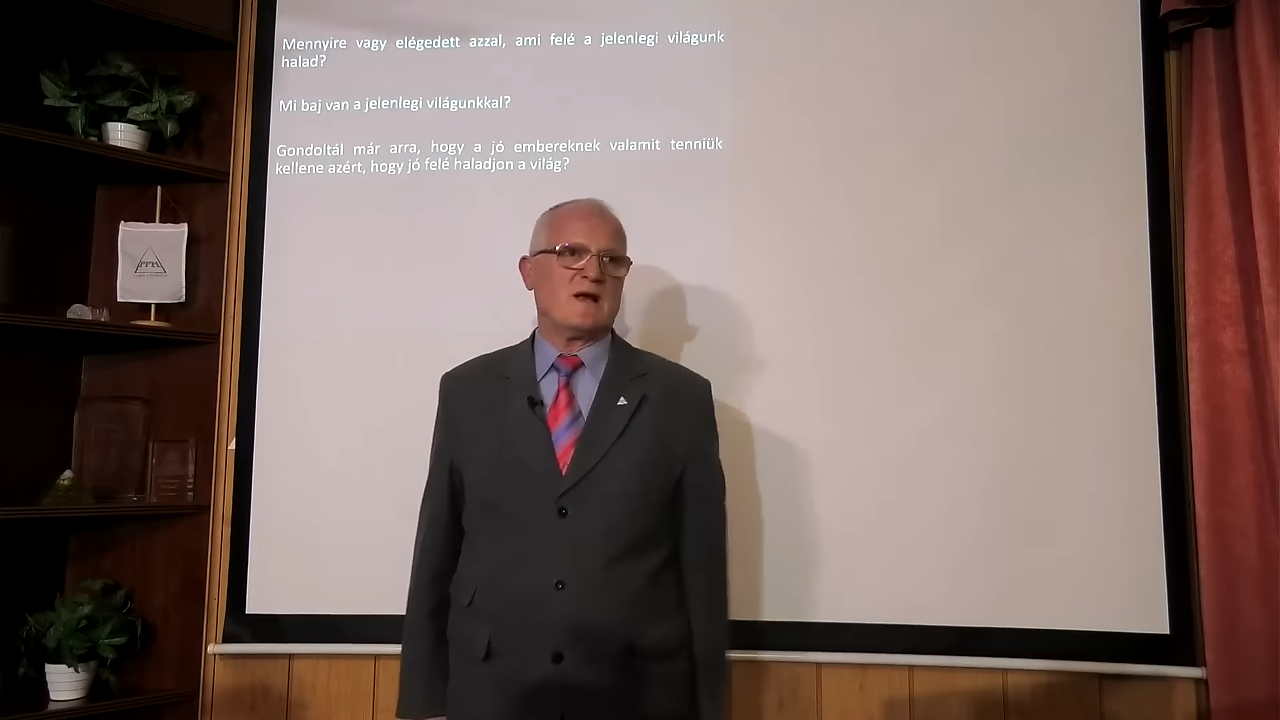 Mennyire vagy elégedett azzal, ami felé a jelenlegi világunk
halad?
Mi baj van a jelenlegi világunkkal?
Gondoltál már arra, hogy a jó embereknek valamit tenniük
kellene azért, hogy jó felé haladjon a világ?